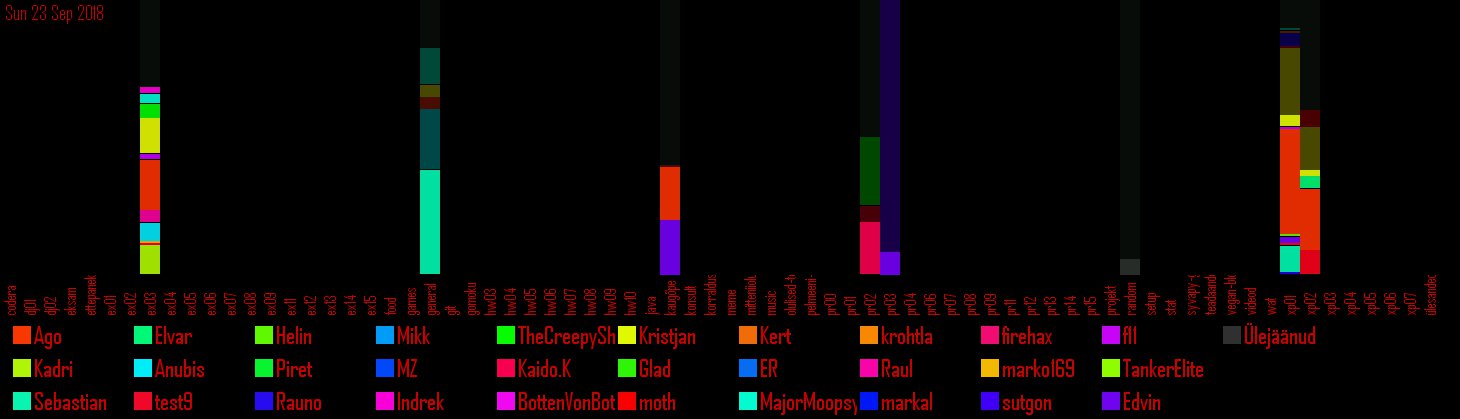 Sun 23 Sep 2018
codera dj01 dj02 eksam ettepanek ex01 ex02 ex03 ex04 ex05 ex06 ex07 ex08 ex09 ex11 ex12 ex13 ex14 ex15 food games general git gomoku hw03 hw04 hw05 hw06 hw07 hw08 hw09 hw10 java kaugõpe konsult korraldus meme mitteniiolu music olulised-t pelmeeni- pr00 pr01 pr02 pr03 pr04 pr06 pr07 pr08 pr09 pr11 pr12 pr13 pr14 pr15 projekt random setup stat teadaand vegan-blu videod wat xp01 xp02 xp03 xp04 xp05 xp06 xp07 ülesanded
Ago Elvar Helin Mikk TheCreepySh Kristjan Kert krohtla firehax fl1 Ülejäänud
Kadri Anubis Piret MZ Kaido.K Glad ER Raul marko169 TankerElite
Sebastian test9 Rauno Indrek BottenVonBot moth MajorMoopsy markal sutgon Edvin